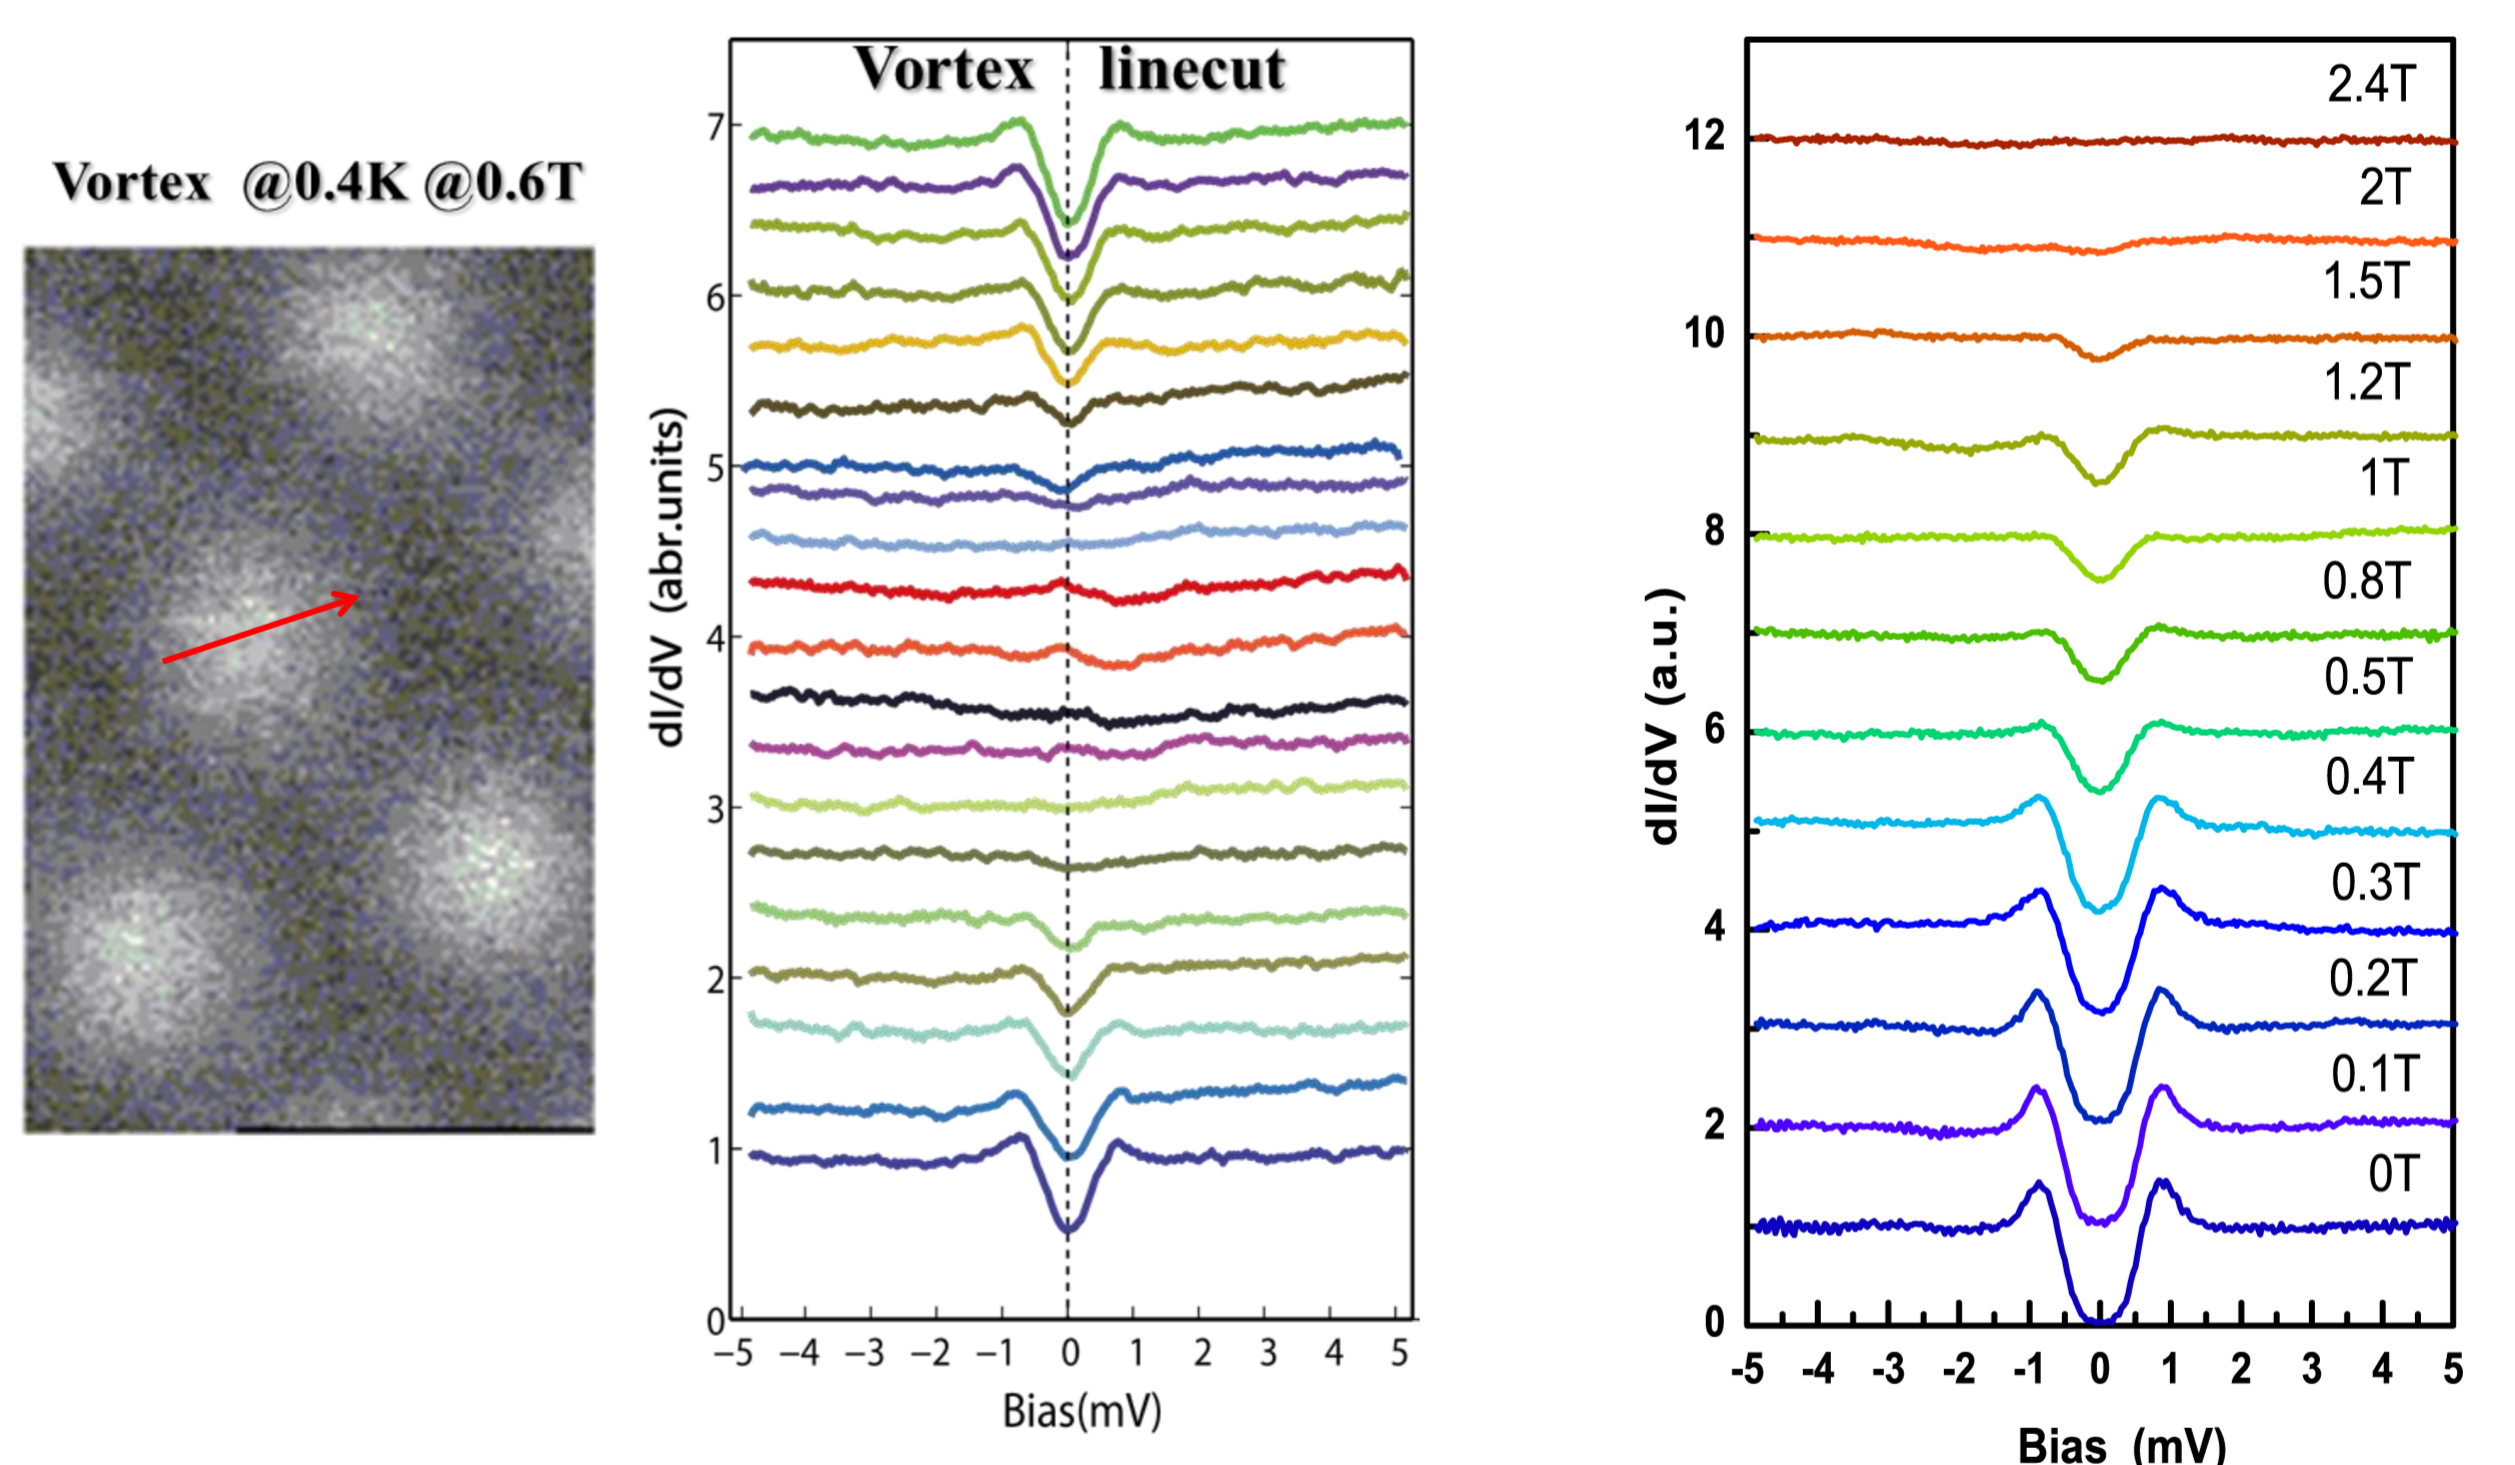 Vortex @0.4K @0.6T
Vortex linecut
7
6
5
4
3
2
1
0
dI/dV (abr.units)
−5 −4 −3 −2 −1 0 1 2 3 4 5
Bias(mV)
2.4T
2T
1.5T
1.2T
1T
0.8T
0.5T
0.4T
0.3T
0.2T
0.1T
0T
12
10
8
6
4
2
0
dI/dV (a.u.)
-5 -4 -3 -2 -1 0 1 2 3 4 5
Bias (mV)